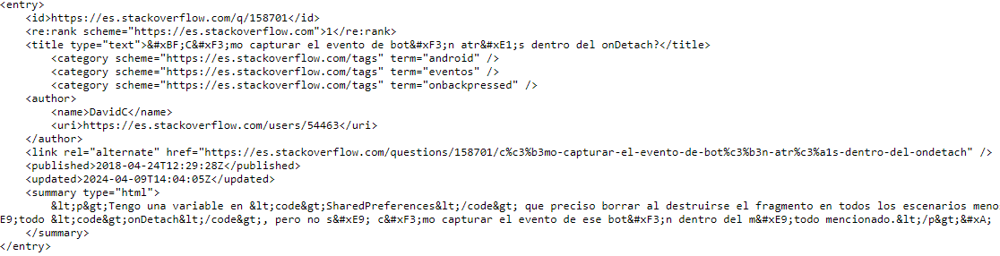 <entry>
<id>https://es.stackoverflow.com/q/158701</id>
<re:rank scheme="https://es.stackoverflow.com">1</re:rank>
<title type="text">&#xBF;C&#xF3;mo capturar el evento de bot&#xF3;n atr&#xE1;s dentro del onDetach?</title>
<category scheme="https://es.stackoverflow.com/tags" term="android" />
<category scheme="https://es.stackoverflow.com/tags" term="eventos" />
<category scheme="https://es.stackoverflow.com/tags" term="onbackpressed" />
<author>
<name>DavidC</name>
<uri>https://es.stackoverflow.com/users/54463</uri>
</author>
<link rel="alternate" href="https://es.stackoverflow.com/questions/158701/c%c3%b3mo-capturar-el-evento-de-bot%c3%b3n-atr%c3%a1s-dentro-del-ondetach" />
<published>2018-04-24T12:29:28Z</published>
<updated>2024-04-09T14:04:05Z</updated>
<summary type="html">
&lt;p&gt;Tengo una variable en &lt;code&gt;SharedPreferences&lt;/code&gt; que preciso borrar al destruirse el fragmento en todos los escenarios meno
E9;todo &lt;code&gt;onDetach&lt;/code&gt;, pero no s&#xE9; c&#xF3;mo capturar el evento de ese bot&#xF3;n dentro del m&#xE9;todo mencionado.&lt;/p&gt;&#xA;
</summary>
</entry>